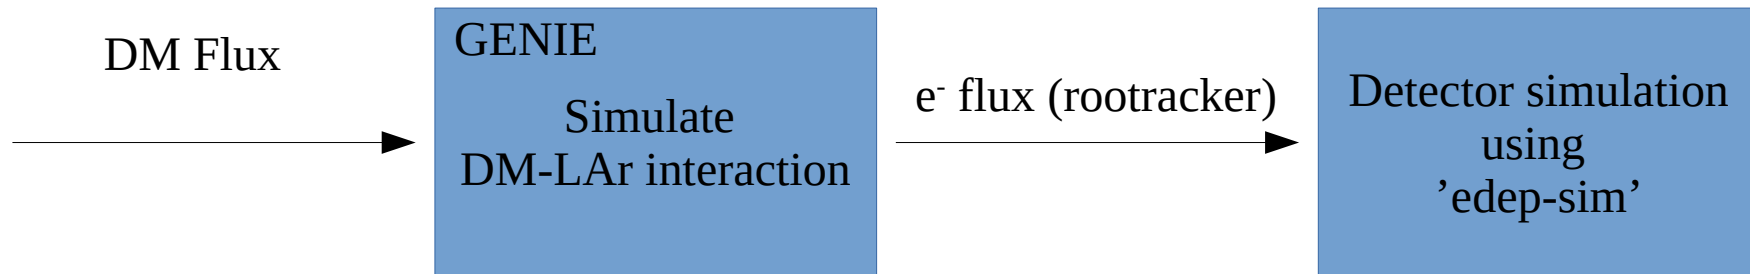 DM Flux
GENIE
Simulate
DM-LAr interaction
e⁻ flux (rootracker)
Detector simulation
using
’edep-sim’